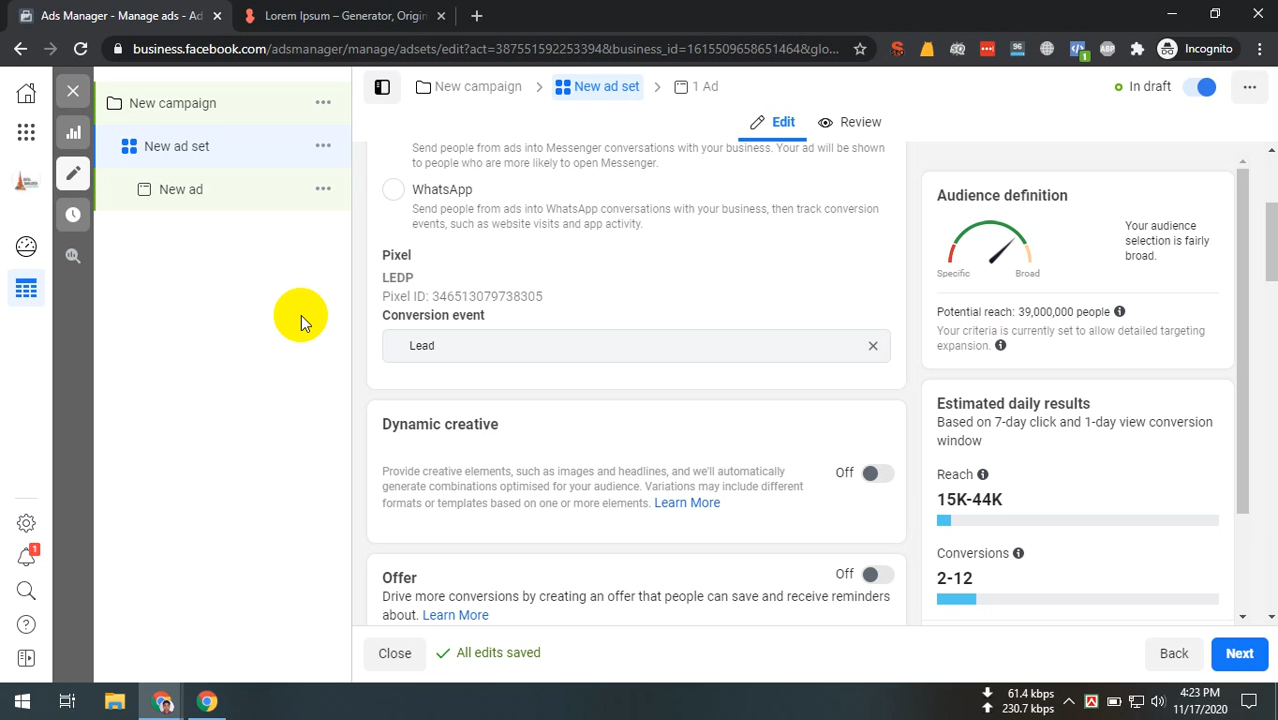 Ads Manager - Manage ads - Ad
Lorem Ipsum – Generator, Origin
business.facebook.com/adsmanager/manage/adsets/edit?act=387551592253394&business_id=1615509658651464&glo...
Incognito
New campaign
New ad set
New ad
New campaign
New ad set
1 Ad
In draft
Edit
Review
Send people from ads into Messenger conversations with your business. Your ad will be shown
to people who are more likely to open Messenger.
WhatsApp
Send people from ads into WhatsApp conversations with your business, then track conversion
events, such as website visits and app activity.
Pixel
LEDP
Pixel ID: 346513079738305
Conversion event
Lead
Dynamic creative
Provide creative elements, such as images and headlines, and we'll automatically
generate combinations optimised for your audience. Variations may include different
formats or templates based on one or more elements. Learn More
Off
Offer
Off
Drive more conversions by creating an offer that people can save and receive reminders
about. Learn More
Audience definition
Specific
Broad
Your audience
selection is fairly
broad.
Potential reach: 39,000,000 people
Your criteria is currently set to allow detailed targeting
expansion.
Estimated daily results
Based on 7-day click and 1-day view conversion
window
Reach
15K-44K
Conversions
2-12
1
Close
All edits saved
Back
Next
61.4 kbps
230.7 kbps
4:23 PM
11/17/2020